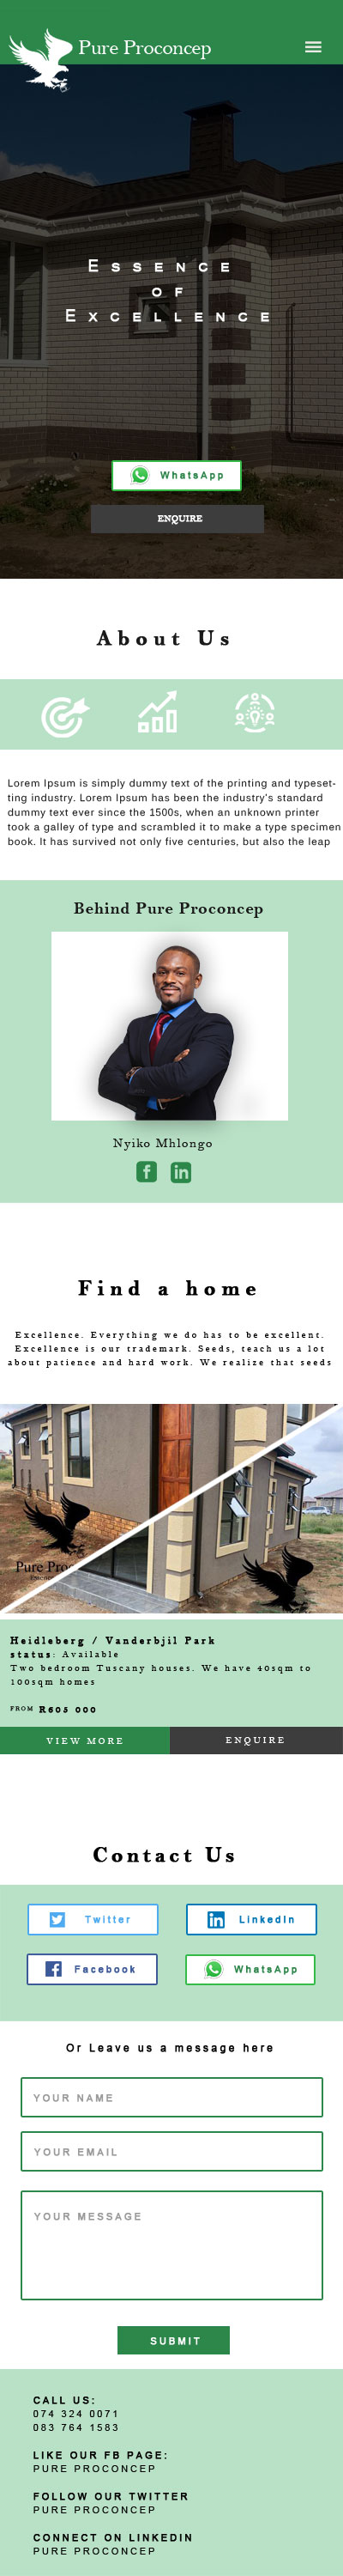 Pure Proconcep
Essence
of
Excellence
WhatsApp
ENQUIRE
About Us
Lorem Ipsum is simply dummy text of the printing and typeset-
ting industry. Lorem Ipsum has been the industry's standard
dummy text ever since the 1500s, when an unknown printer
took a galley of type and scrambled it to make a type specimen
book. It has survived not only five centuries, but also the leap
Behind Pure Proconcep
Nyiko Mhlongo
Find a home
Excellence. Everything we do has to be excellent.
Excellence is our trademark. Seeds, teach us a lot
about patience and hard work. We realize that seeds
Pure Proc
Heidleberg / Vanderbjil Park
status: Available
Two bedroom Tuscany houses. We have 40sqm to
100sqm homes
FROM R605 000
VIEW MORE
ENQUIRE
Contact Us
Twitter
LinkedIn
Facebook
WhatsApp
Or Leave us a message here
YOUR NAME
YOUR EMAIL
YOUR MESSAGE
SUBMIT
CALL US:
074 324 0071
083 764 1583
LIKE OUR FB PAGE:
PURE PROCONCEP
FOLLOW OUR TWITTER
PURE PROCONCEP
CONNECT ON LINKEDIN
PURE PROCONCEP